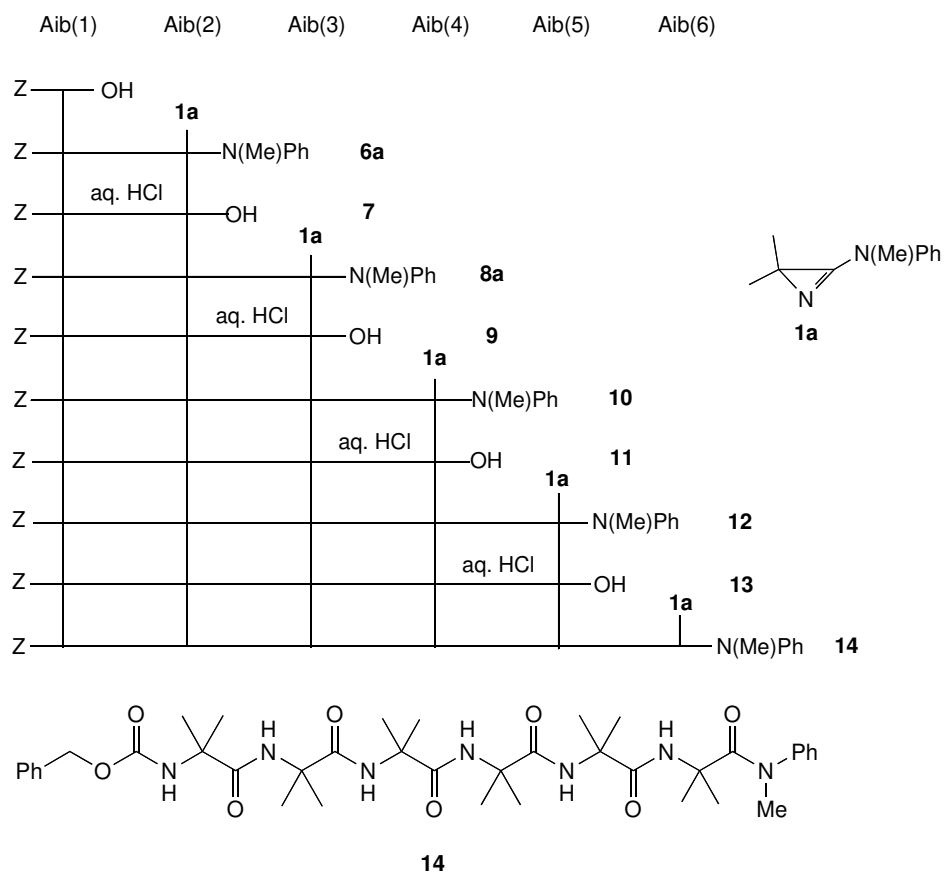 Aib(1) Aib(2) Aib(3) Aib(4) Aib(5) Aib(6)
Z OH
1a
Z N(Me)Ph 6a
aq. HCl
Z OH 7
1a
Z N(Me)Ph 8a
aq. HCl
Z OH 9
1a
Z N(Me)Ph 10
aq. HCl
Z OH 11
1a
Z N(Me)Ph 12
aq. HCl
Z OH 13
1a
Z N(Me)Ph 14
N(Me)Ph
N
1a
O H O H O H O
Ph O N N N N N N N Ph
H O H O H O Me
14